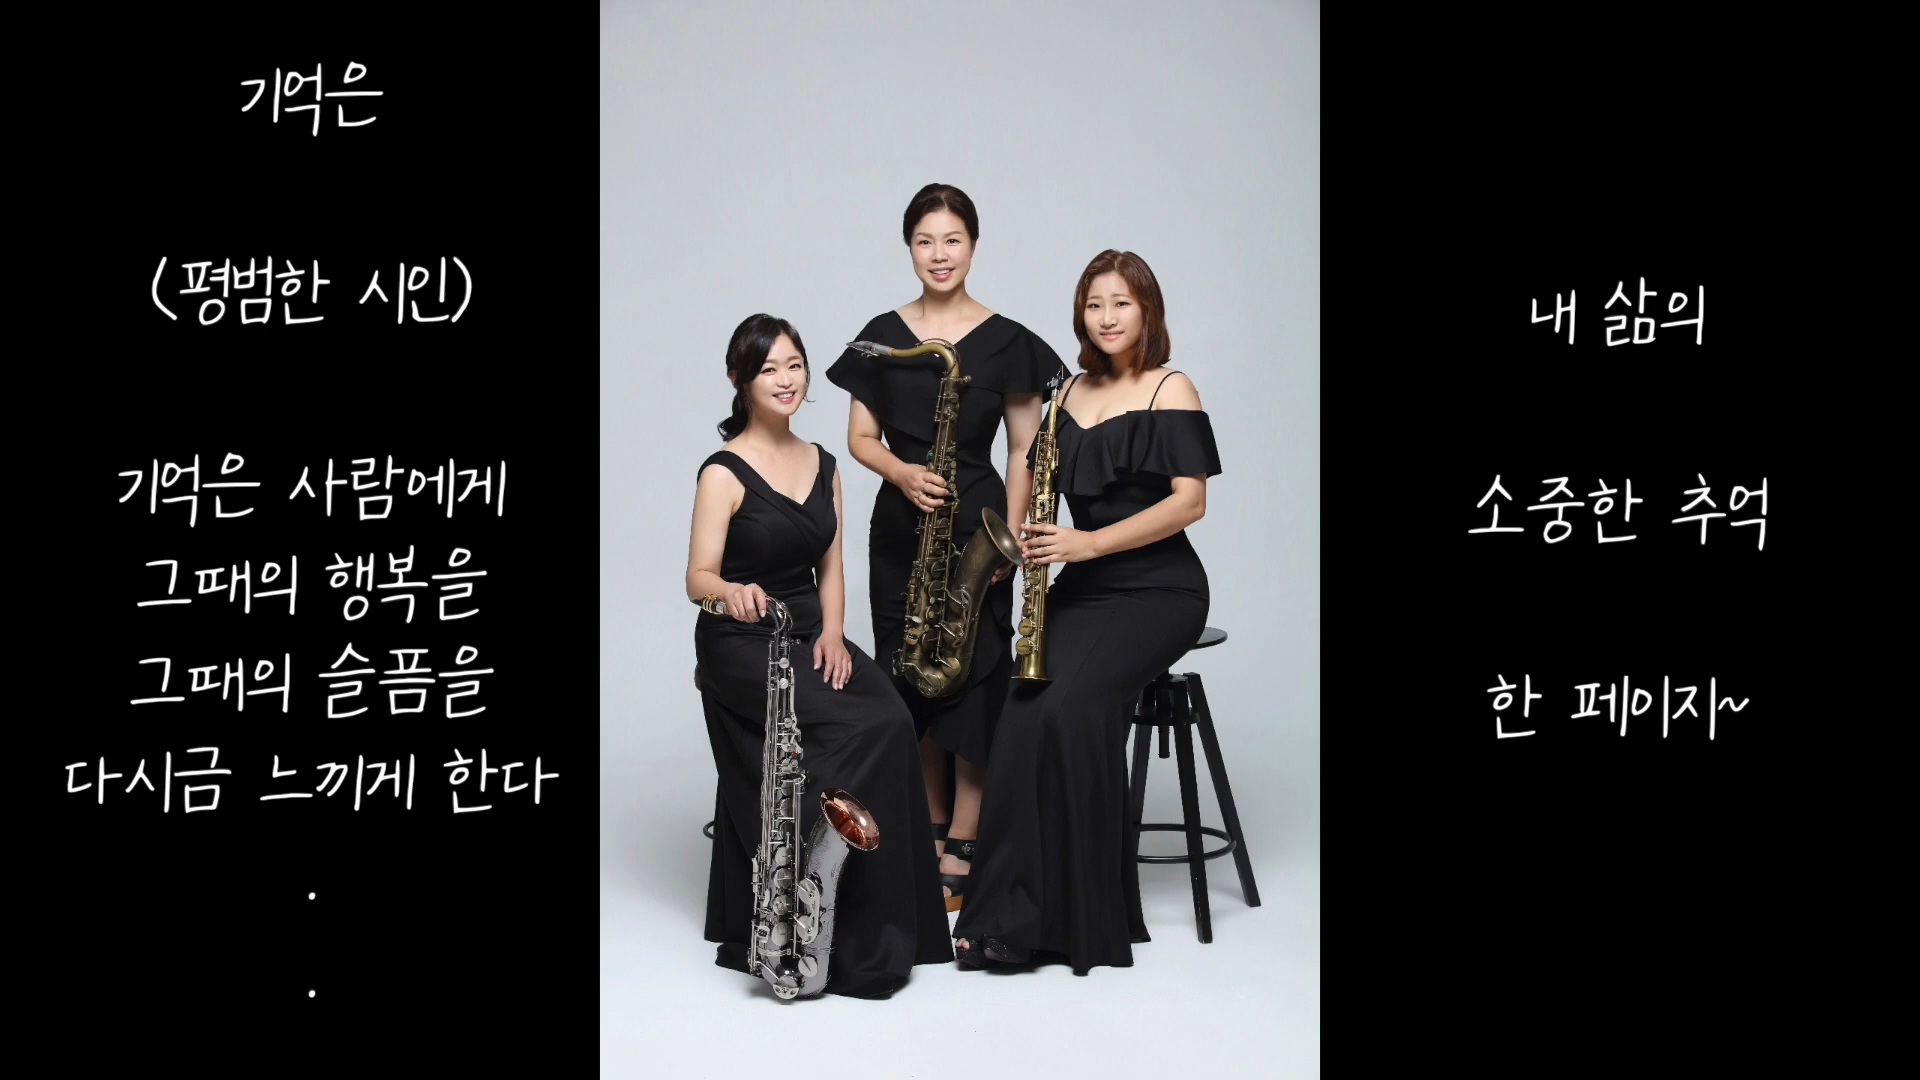 기억은
(평범한 시인)
기억은 사람에게
그때의 행복을
그때의 슬픔을
다시금 느끼게 한다
.
.
내 삶의
소중한 추억
한 페이지~